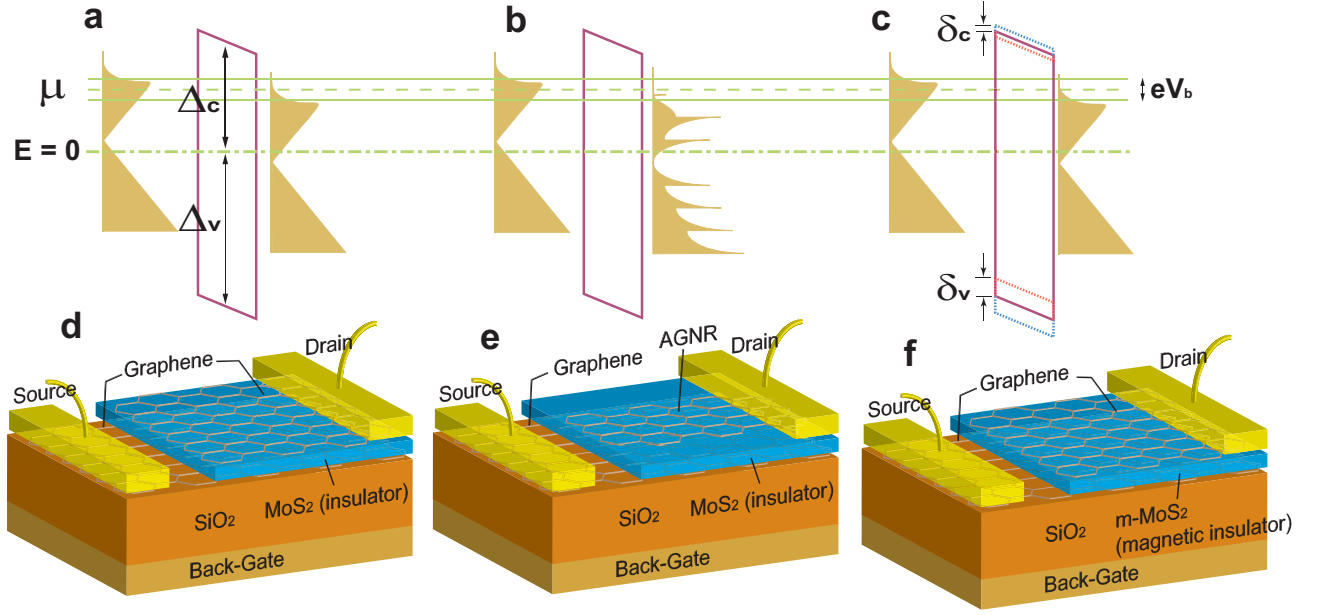 a
b
c
μ
Δc
E = 0
Δv
δc
eVb
δv
d
Source
Graphene
Drain
SiO2
MoS2 (insulator)
Back-Gate
e
Source
Graphene
AGNR
Drain
SiO2
MoS2 (insulator)
Back-Gate
f
Source
Graphene
Drain
SiO2
m-MoS2
(magnetic insulator)
Back-Gate